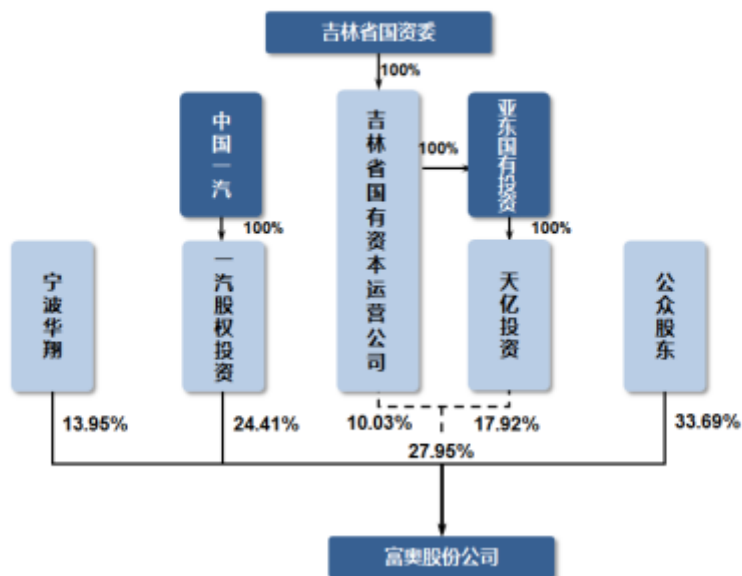 吉林省国资委
100%
中国一汽
吉林省国有资本运营公司
亚东国有投资
100%
100%
100%
宁波华翔
一汽股权投资
天亿投资
公众股东
13.95%
24.41%
10.03%
17.92%
33.69%
27.95%
富奥股份公司